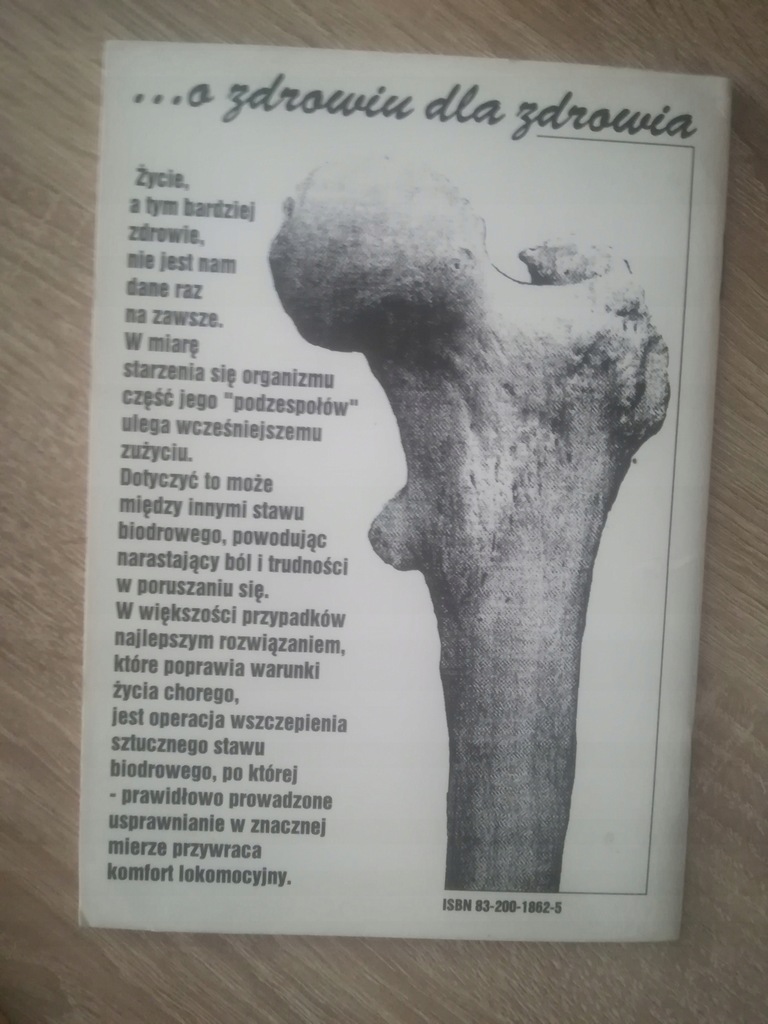 ...o zdrowiu dla zdrowia
Życie,
a tym bardziej
zdrowie,
nie jest nam
dane raz
na zawsze.
W miarę
starzenia się organizmu
część jego "podzespołów"
ulega wcześniejszemu
zużyciu.
Dotyczyć to może
między innymi stawu
biodrowego, powodując
narastający ból i trudności
w poruszaniu się.
W większości przypadków
najlepszym rozwiązaniem,
które poprawia warunki
życia chorego,
jest operacja wszczepienia
sztucznego stawu
biodrowego, po której
- prawidłowo prowadzone
usprawnianie w znacznej
mierze przywraca
komfort lokomocyjny.
ISBN 83-200-1862-5